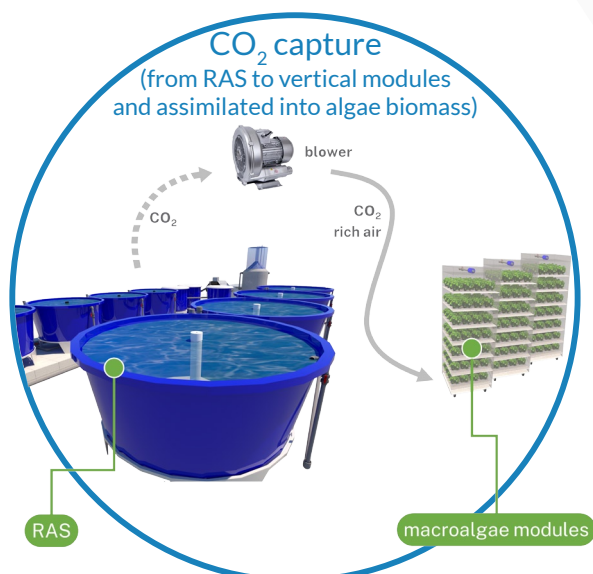 CO₂ capture
(from RAS to vertical modules
and assimilated into algae biomass)
blower
CO₂
CO₂
rich air
RAS
macroalgae modules